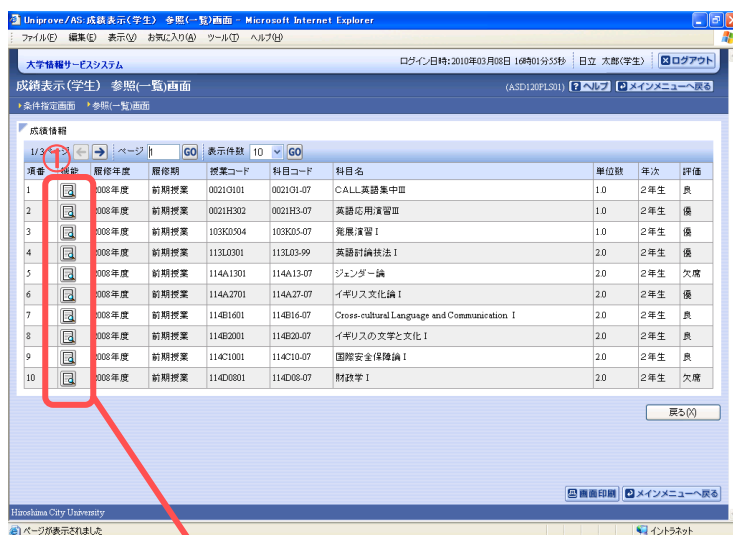 Uniprove/AS:成績表示(学生) 参照(一覧)画面 - Microsoft Internet Explorer
ファイル(F) 編集(E) 表示(V) お気に入り(A) ツール(T) ヘルプ(H)
大学情報サービスシステム ログイン日時:2010年03月08日 16時01分55秒 日立 太郎(学生) ログアウト
成績表示(学生) 参照(一覧)画面 (ASD120PLS01) ヘルプ メインメニューへ戻る
条件指定画面 参照(一覧)画面
成績情報
1/3 ページ 1 GO 表示件数 10 GO
①
項番 機能 履修年度 履修期 授業コード 科目コード 科目名 単位数 年次 評価
1 2008年度 前期授業 0021G101 0021G1-07 CALL英語集中Ⅲ 1.0 2年生 良
2 2008年度 前期授業 0021H302 0021H3-07 英語応用演習Ⅲ 1.0 2年生 優
3 2008年度 前期授業 103K0504 103K05-07 発展演習Ⅰ 1.0 2年生 優
4 2008年度 前期授業 113L0301 113L03-99 英語討論技法Ⅰ 2.0 2年生 優
5 2008年度 前期授業 114A1301 114A13-07 ジェンダー論 2.0 2年生 欠席
6 2008年度 前期授業 114A2701 114A27-07 イギリス文化論Ⅰ 2.0 2年生 優
7 2008年度 前期授業 114B1601 114B16-07 Cross-cultural Language and Communication Ⅰ 2.0 2年生 良
8 2008年度 前期授業 114B2001 114B20-07 イギリスの文学と文化Ⅰ 2.0 2年生 良
9 2008年度 前期授業 114C1001 114C10-07 国際安全保障論Ⅰ 2.0 2年生 良
10 2008年度 前期授業 114D0801 114D08-07 財政学Ⅰ 2.0 2年生 欠席
戻る(X)
画面印刷 メインメニューへ戻る
Hiroshima City University
ページが表示されました イントラネット